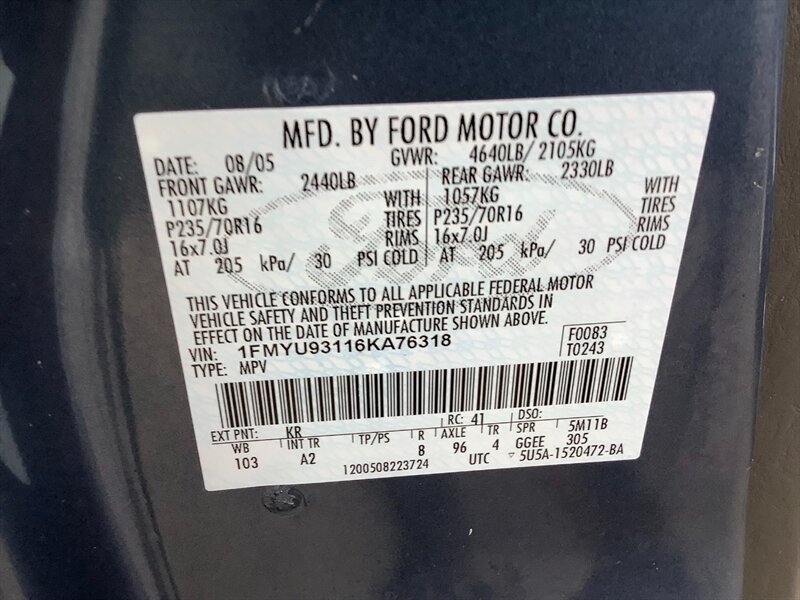 MFD. BY FORD MOTOR CO.
DATE: 08/05 GVWR: 4640LB/ 2105KG
FRONT GAWR: 2440LB REAR GAWR: 2330LB
1107KG WITH 1057KG WITH
P235/70R16 TIRES P235/70R16 TIRES
16x7.0J RIMS 16x7.0J RIMS
AT 205 kPa/ 30 PSI COLD AT 205 kPa/ 30 PSI COLD
Ford
THIS VEHICLE CONFORMS TO ALL APPLICABLE FEDERAL MOTOR
VEHICLE SAFETY AND THEFT PREVENTION STANDARDS IN
EFFECT ON THE DATE OF MANUFACTURE SHOWN ABOVE.
VIN: 1FMYU93116KA76318 F0083
TYPE: MPV T0243
EXT PNT: KR RC: 41 DSO:
WB INT TR TP/PS R AXLE TR SPR 5M11B
103 A2 8 96 4 GGEE 305
1200508223724 UTC 5U5A-1520472-BA